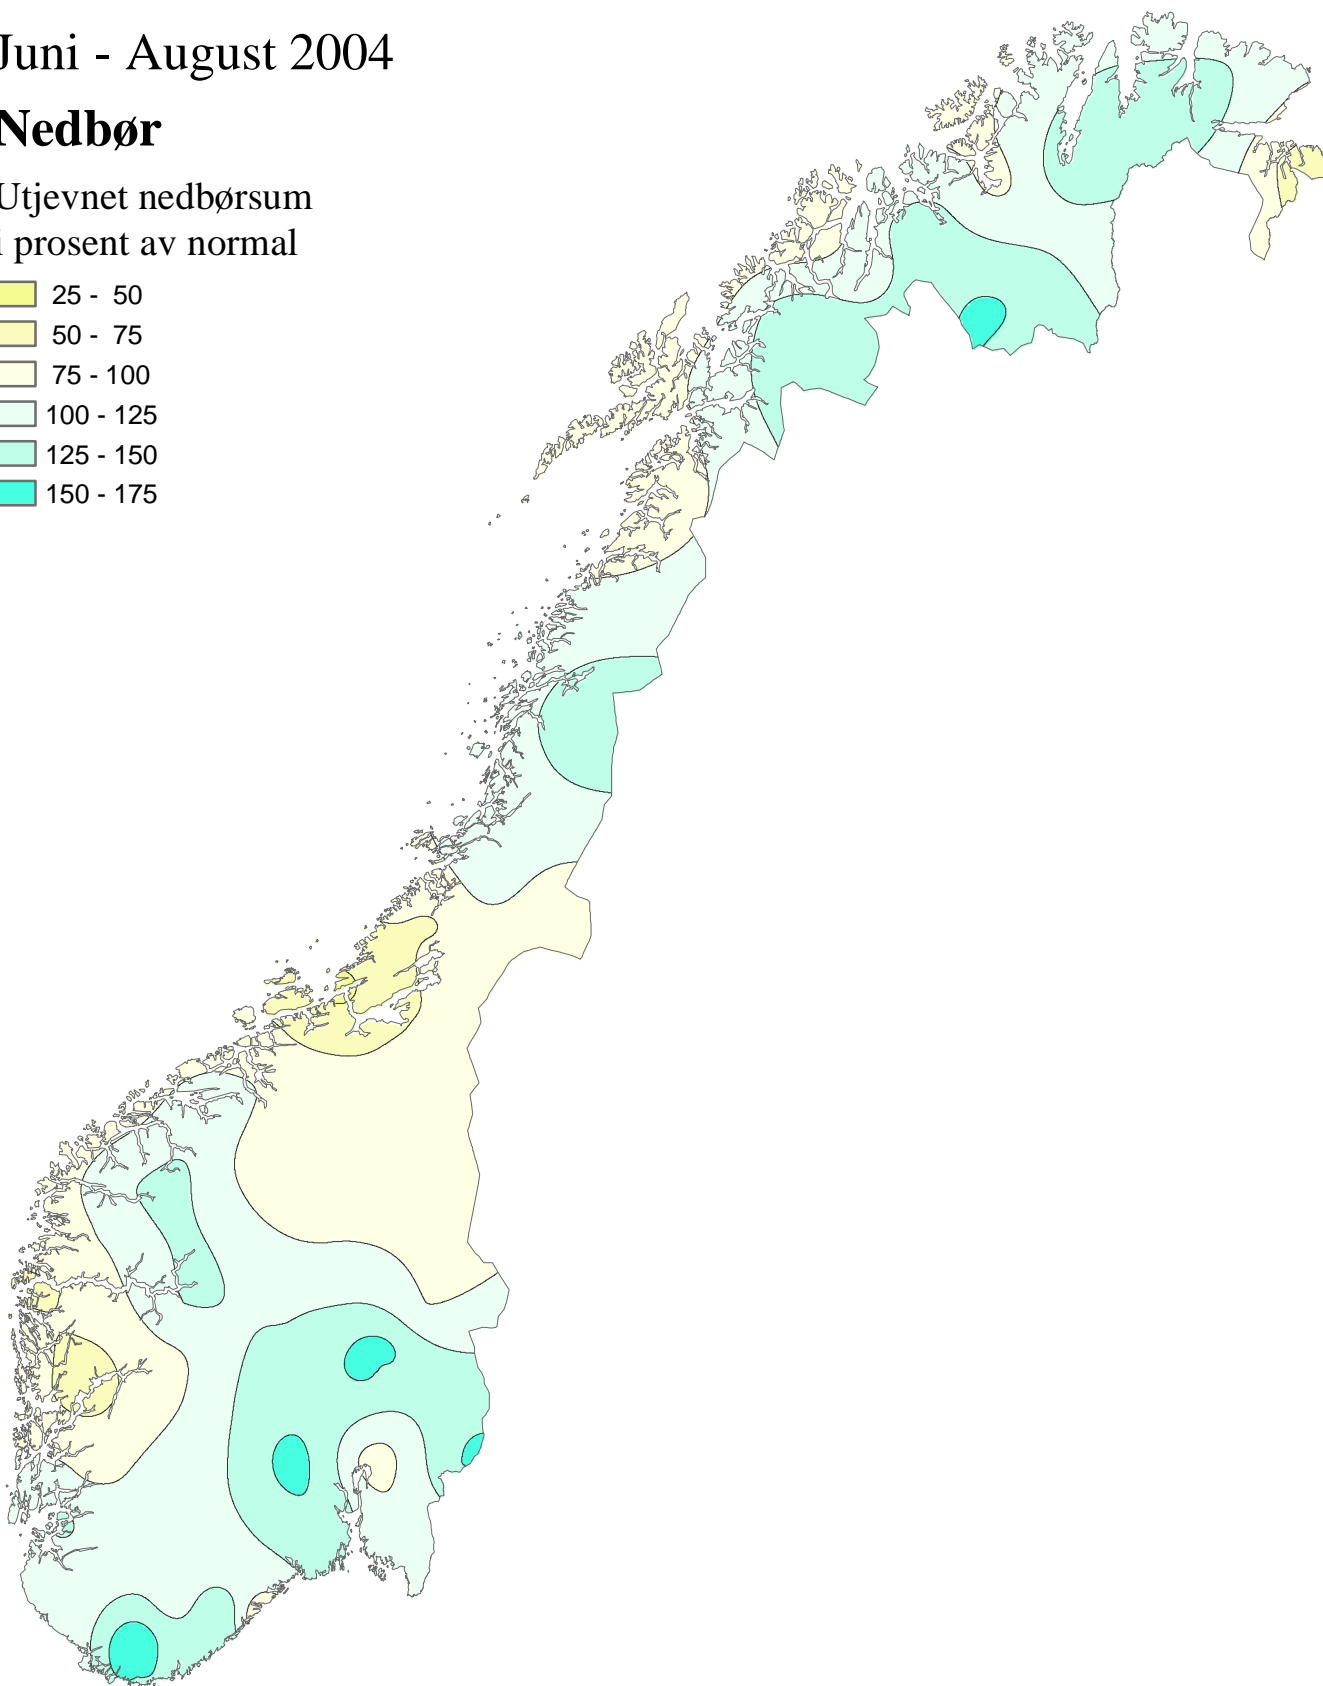 Juni - August 2004
Nedbør
Utjevnet nedbørsum
i prosent av normal
25 - 50
50 - 75
75 - 100
100 - 125
125 - 150
150 - 175